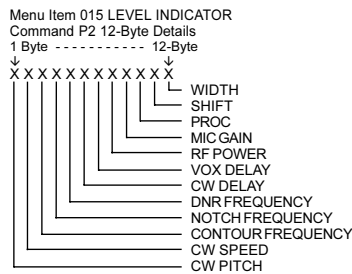 Menu Item 015 LEVEL INDICATOR
Command P2 12-Byte Details
1 Byte - - - - - - - - - - - 12-Byte
X X X X X X X X X X X X
WIDTH
SHIFT
PROC
MIC GAIN
RF POWER
VOX DELAY
CW DELAY
DNR FREQUENCY
NOTCH FREQUENCY
CONTOUR FREQUENCY
CW SPEED
CW PITCH